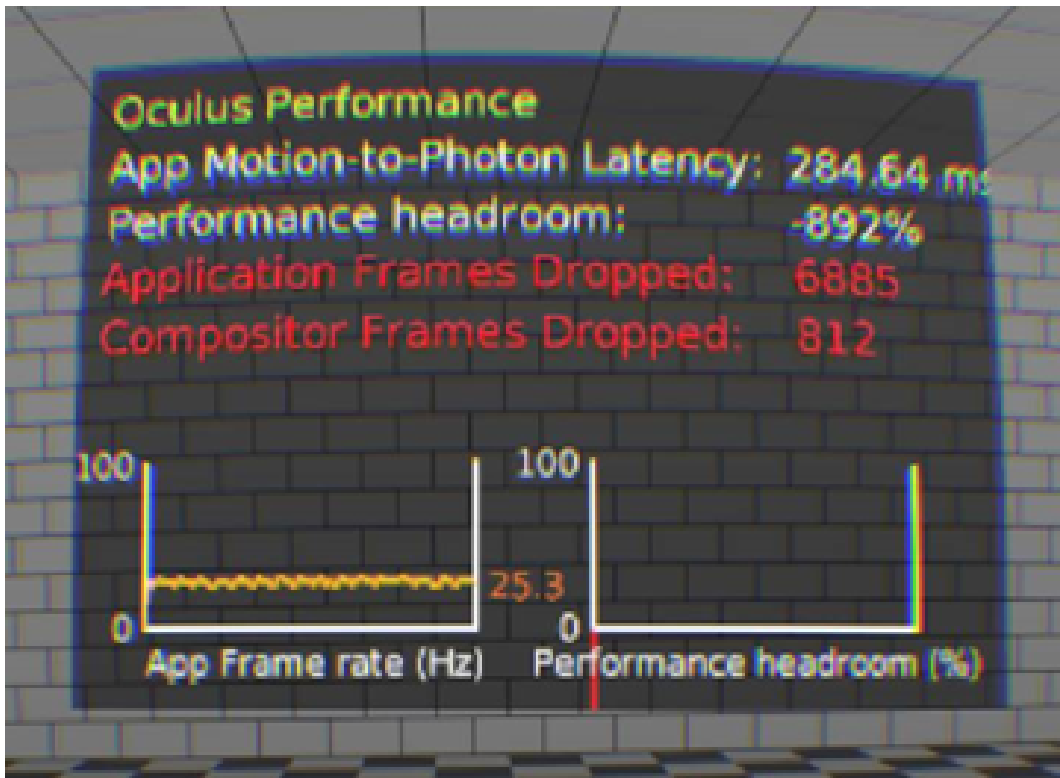 Oculus Performance
App Motion-to-Photon Latency: 284.64 ms
Performance headroom: -892%
Application Frames Dropped: 6885
Compositor Frames Dropped: 812
100
25.3
0
App Frame rate (Hz)
100
0
Performance headroom (%)